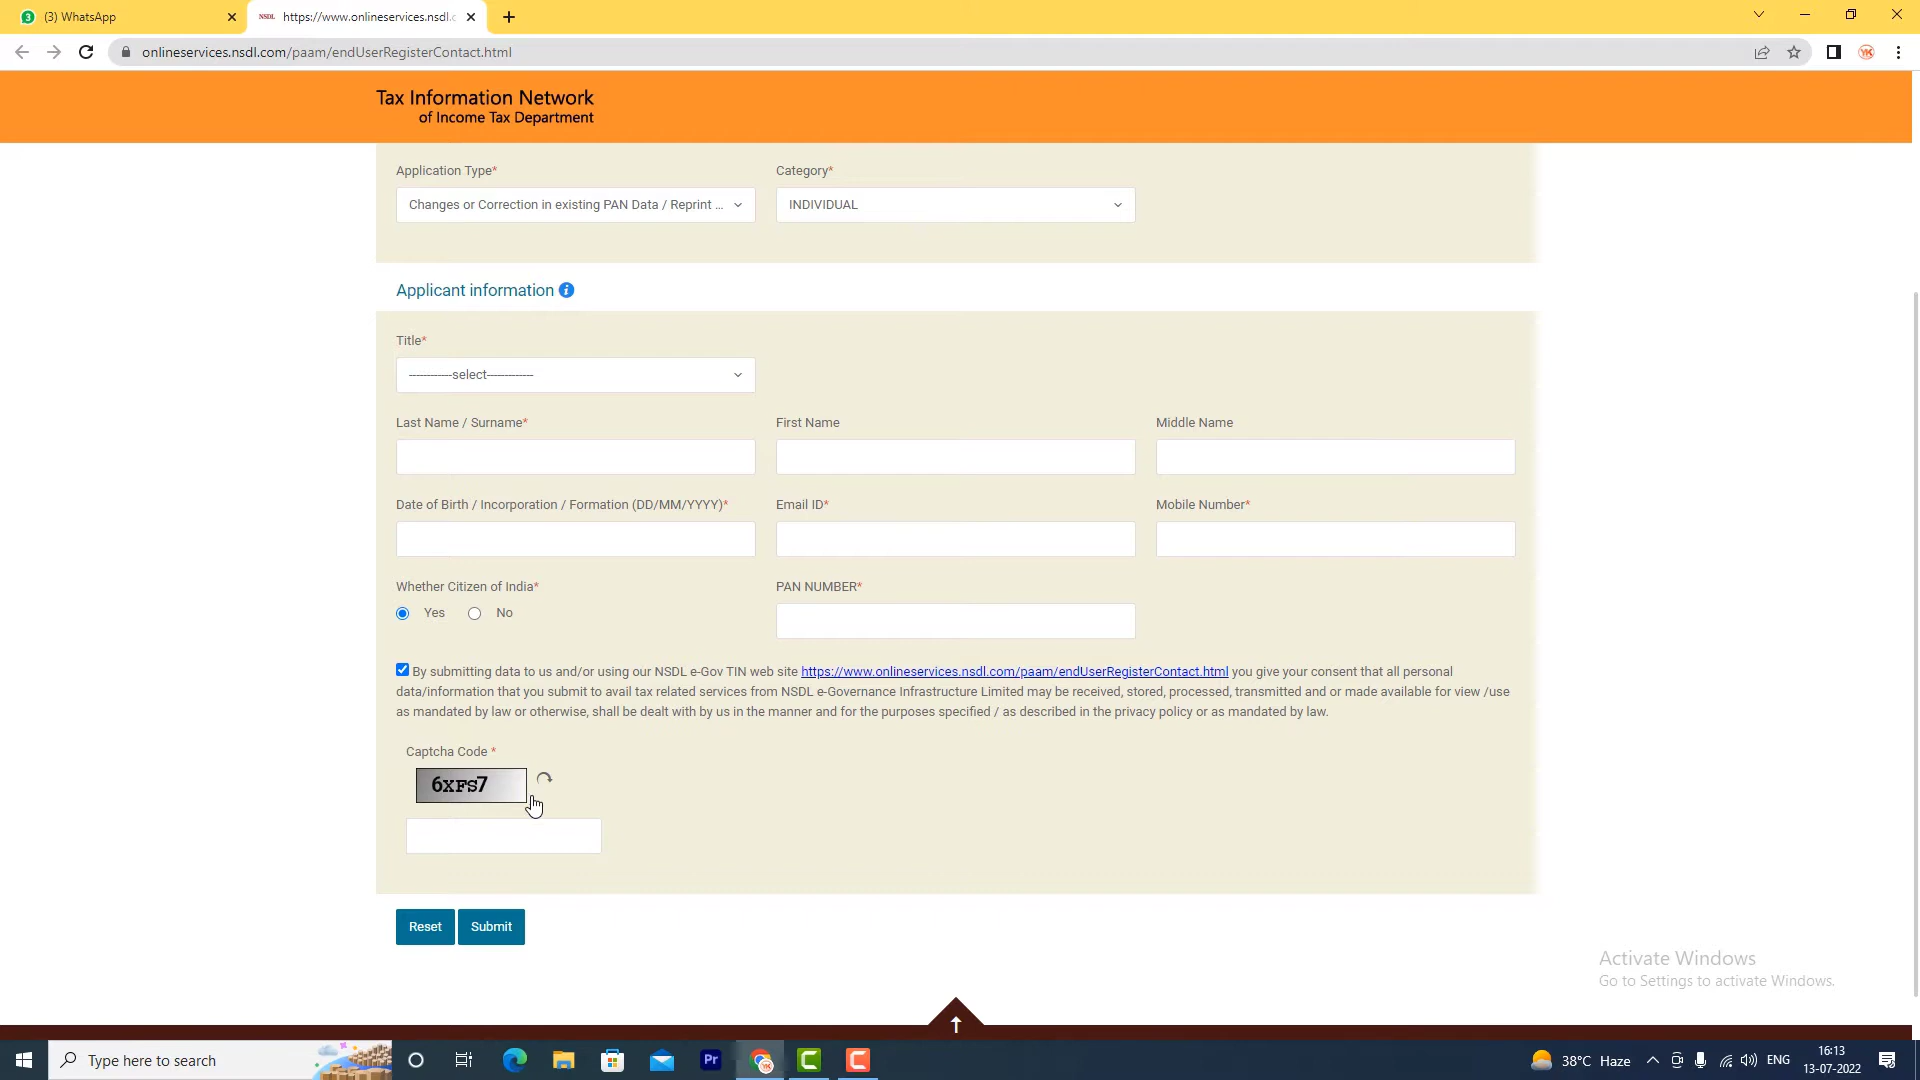 (3) WhatsApp
NSDL https://www.onlineservices.nsdl.c
onlineservices.nsdl.com/paam/endUserRegisterContact.html
YK
Tax Information Network
of Income Tax Department
Application Type*
Category*
Changes or Correction in existing PAN Data / Reprint ...
INDIVIDUAL
Applicant information
Title*
------------select-------------
Last Name / Surname*
First Name
Middle Name
Date of Birth / Incorporation / Formation (DD/MM/YYYY)*
Email ID*
Mobile Number*
Whether Citizen of India*
PAN NUMBER*
Yes
No
By submitting data to us and/or using our NSDL e-Gov TIN web site https://www.onlineservices.nsdl.com/paam/endUserRegisterContact.html you give your consent that all personal
data/information that you submit to avail tax related services from NSDL e-Governance Infrastructure Limited may be received, stored, processed, transmitted and or made available for view /use
as mandated by law or otherwise, shall be dealt with by us in the manner and for the purposes specified / as described in the privacy policy or as mandated by law.
Captcha Code *
6XFS7
Reset
Submit
Activate Windows
Go to Settings to activate Windows.
Type here to search
Pr
38°C Haze
ENG
16:13
13-07-2022